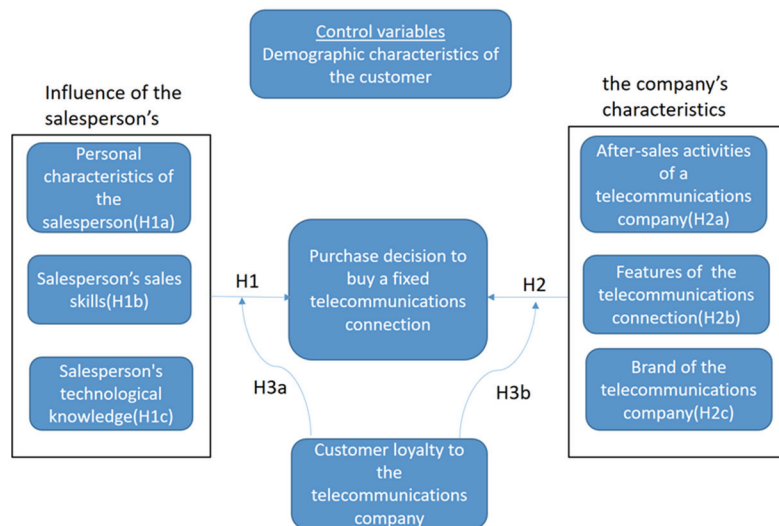 Control variables
Demographic characteristics of
the customer
Influence of the
salesperson's
Personal
characteristics of
the
salesperson(H1a)
Salesperson's sales
skills(H1b)
Salesperson's
technological
knowledge(H1c)
H1
H3a
Purchase decision to
buy a fixed
telecommunications
connection
Customer loyalty to
the
telecommunications
company
H2
H3b
the company's
characteristics
After-sales activities
of a
telecommunications
company(H2a)
Features of the
telecommunications
connection(H2b)
Brand of the
telecommunications
company(H2c)